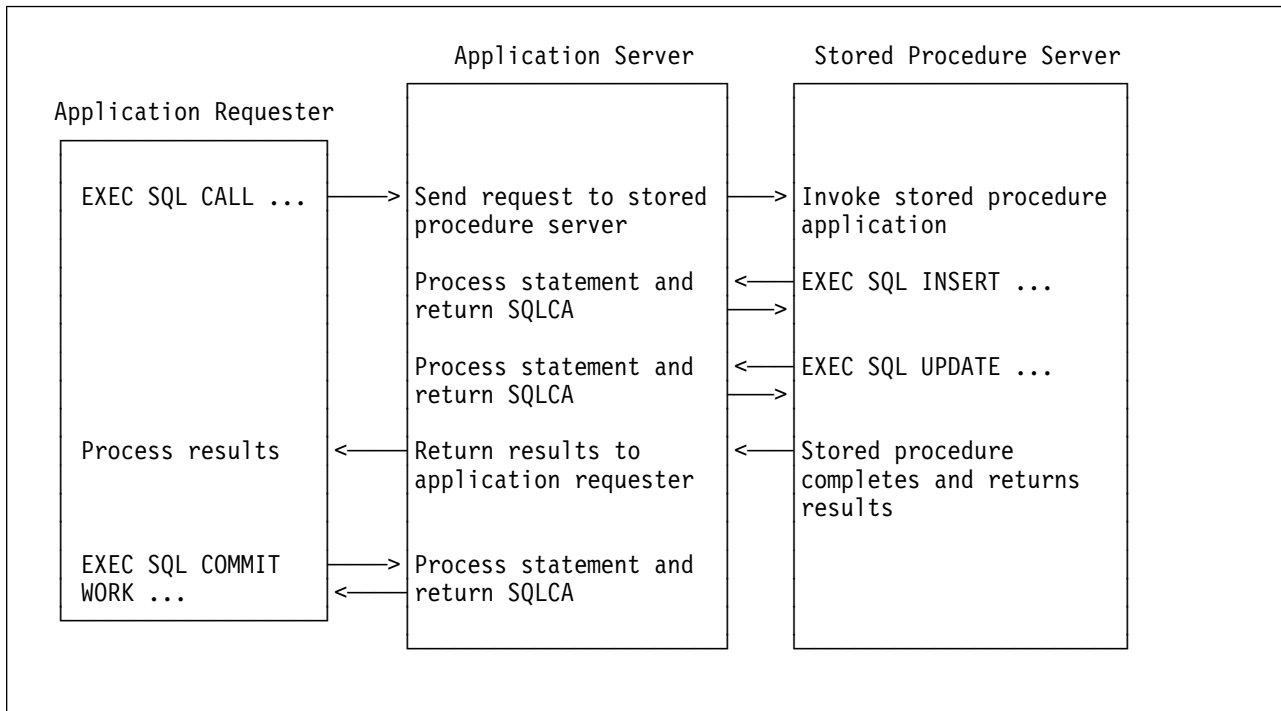 Application Server
Stored Procedure Server
Application Requester
EXEC SQL CALL ...
Send request to stored
procedure server
Invoke stored procedure
application
Process statement and
return SQLCA
EXEC SQL INSERT ...
Process statement and
return SQLCA
EXEC SQL UPDATE ...
Process results
Return results to
application requester
Stored procedure
completes and returns
results
EXEC SQL COMMIT
WORK ...
Process statement and
return SQLCA